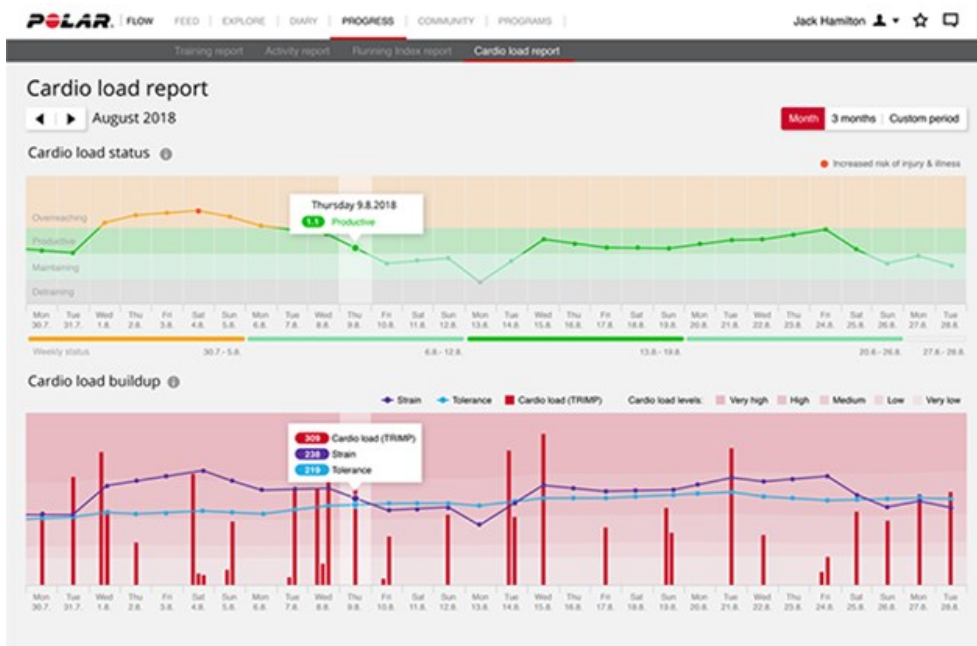 POLAR. FLOW FEED EXPLORE DIARY PROGRESS COMMUNITY PROGRAMS Jack Hamilton
Training report Activity report Running Index report Cardio load report
Cardio load report
August 2018 Month 3 months Custom period
Cardio load status
Increased risk of injury & illness
Thursday 9.8.2018
1.1 Productive
Overreaching
Productive
Maintaining
Detraining
Mon Tue Wed Thu Fri Sat Sun Mon Tue Wed Thu Fri Sat Sun Mon Tue Wed Thu Fri Sat Sun Mon Tue Wed Thu Fri Sat Sun Mon Tue
30.7. 31.7. 1.8. 2.8. 3.8. 4.8. 5.8. 6.8. 7.8. 8.8. 9.8. 10.8. 11.8. 12.8. 13.8. 14.8. 15.8. 16.8. 17.8. 18.8. 19.8. 20.8. 21.8. 22.8. 23.8. 24.8. 25.8. 26.8. 27.8. 28.8.
Weekly status 30.7.- 5.8. 6.8.- 12.8. 13.8.- 19.8. 20.8.- 26.8. 27.8.- 28.8.
Cardio load buildup
Strain Tolerance Cardio load (TRIMP) Cardio load levels: Very high High Medium Low Very low
309 Cardio load (TRIMP)
238 Strain
219 Tolerance
Mon Tue Wed Thu Fri Sat Sun Mon Tue Wed Thu Fri Sat Sun Mon Tue Wed Thu Fri Sat Sun Mon Tue Wed Thu Fri Sat Sun Mon Tue
30.7. 31.7. 1.8. 2.8. 3.8. 4.8. 5.8. 6.8. 7.8. 8.8. 9.8. 10.8. 11.8. 12.8. 13.8. 14.8. 15.8. 16.8. 17.8. 18.8. 19.8. 20.8. 21.8. 22.8. 23.8. 24.8. 25.8. 26.8. 27.8. 28.8.